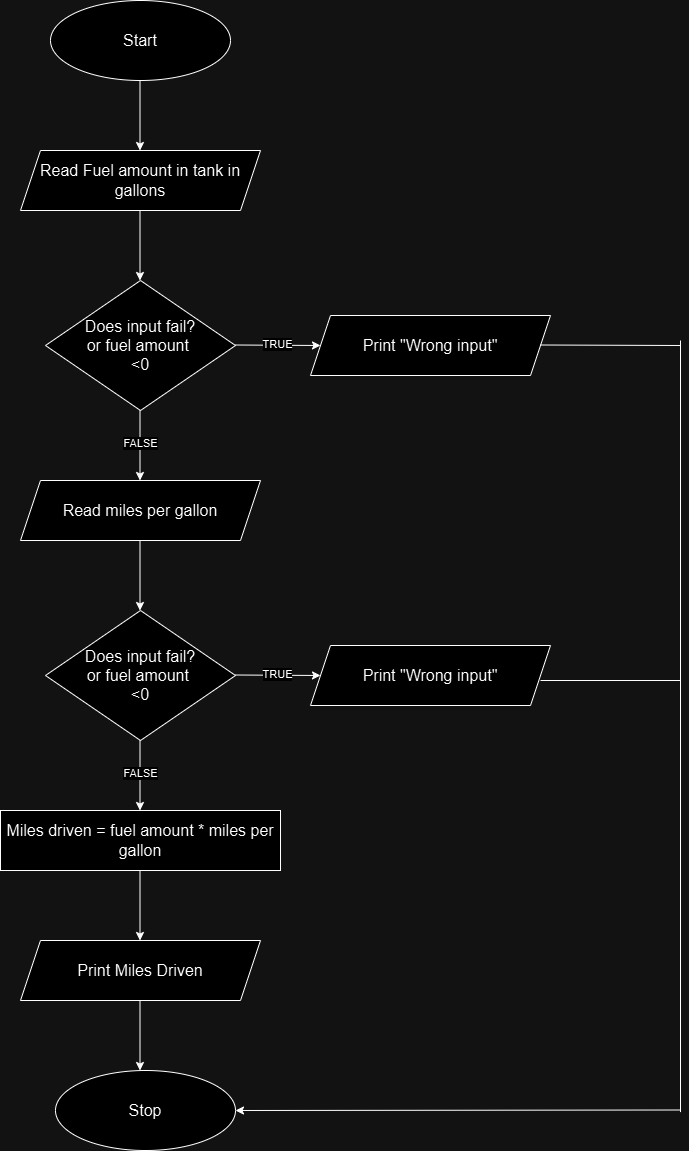 Start
Read Fuel amount in tank in
gallons
Does input fail?
or fuel amount
<0
TRUE
Print "Wrong input"
FALSE
Read miles per gallon
Does input fail?
or fuel amount
<0
TRUE
Print "Wrong input"
FALSE
Miles driven = fuel amount * miles per
gallon
Print Miles Driven
Stop